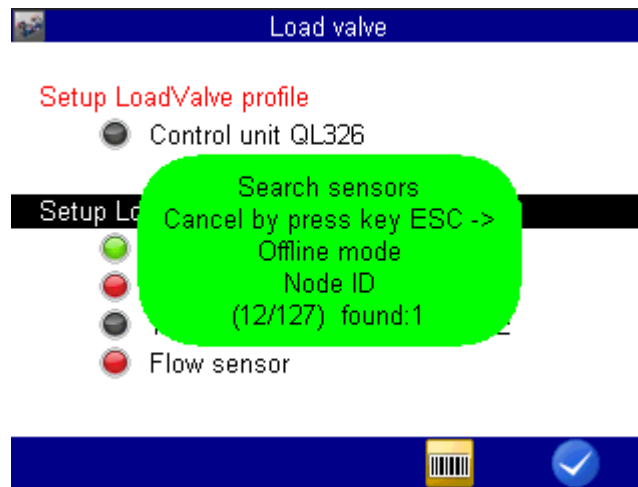 Load valve
Setup LoadValve profile
Control unit QL326
Setup Lo
Search sensors
Cancel by press key ESC ->
Offline mode
Node ID
(12/127) found:1
Flow sensor